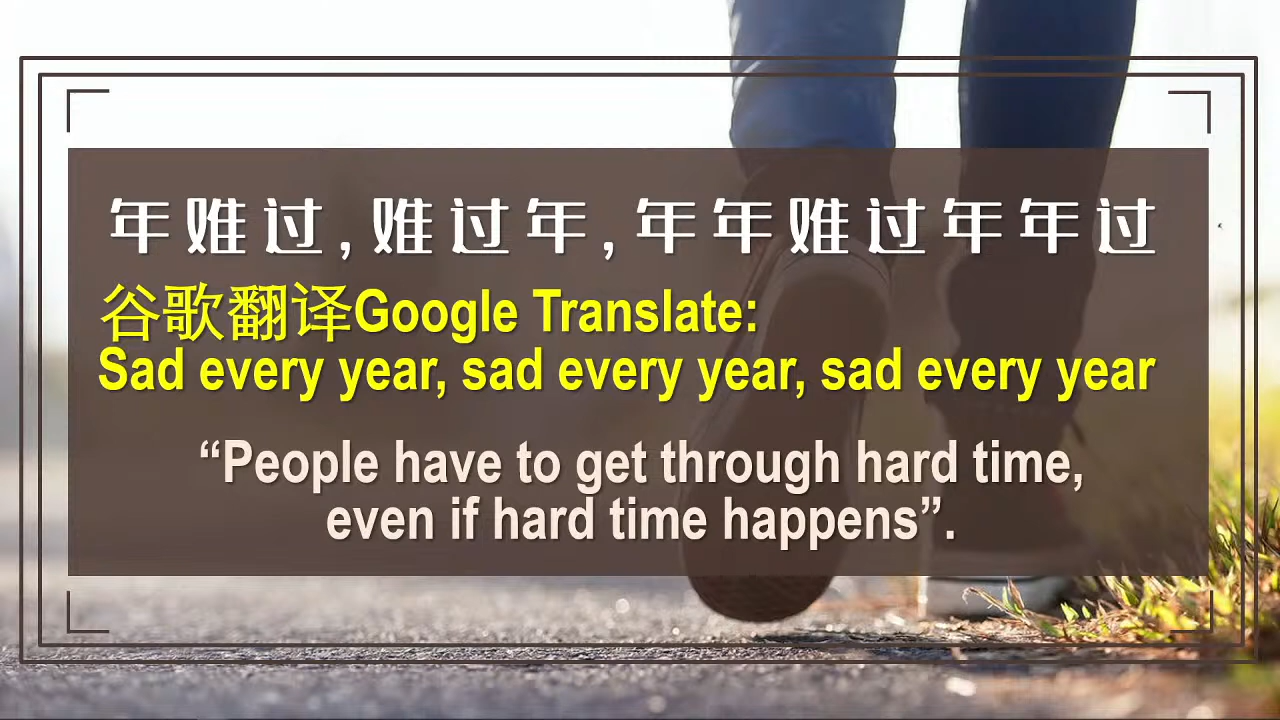 年难过,难过年,年年难过年年过
谷歌翻译Google Translate:
Sad every year, sad every year, sad every year
“People have to get through hard time,
even if hard time happens”.